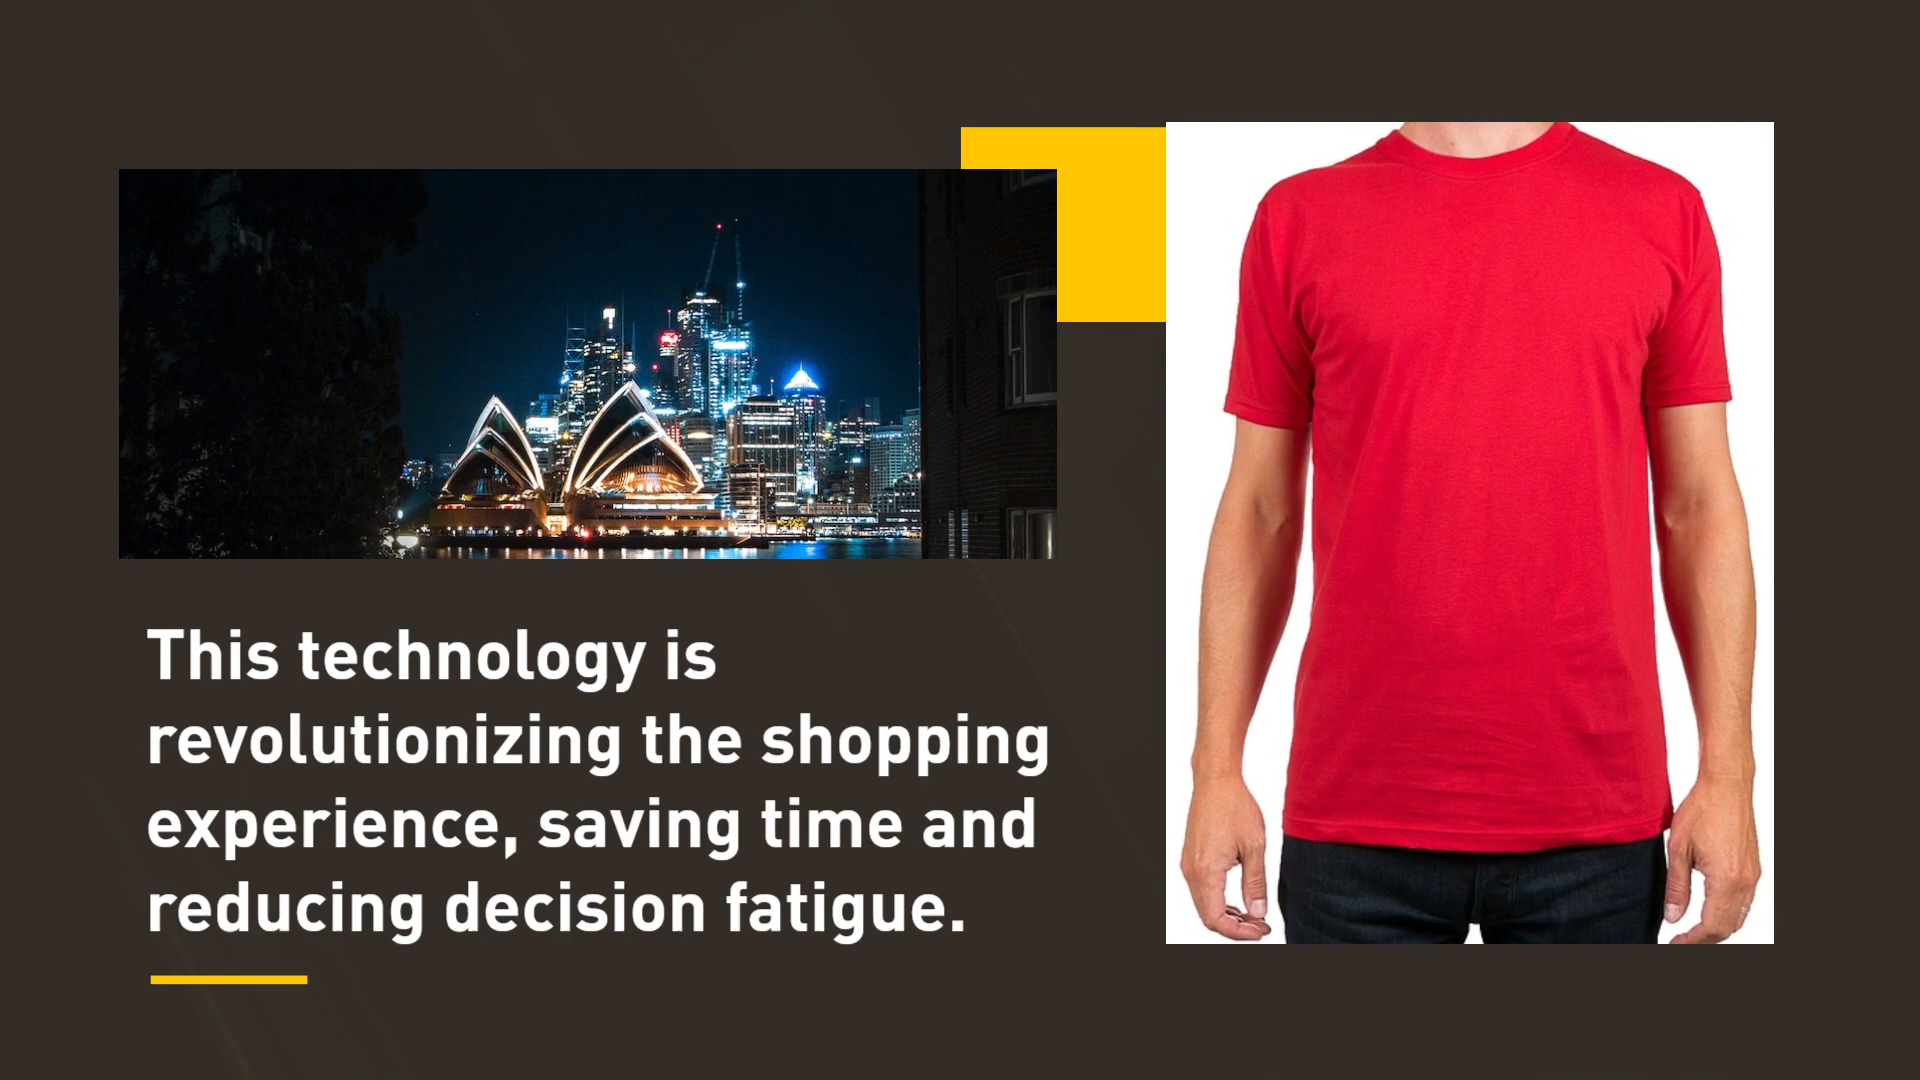 This technology is
revolutionizing the shopping
experience, saving time and
reducing decision fatigue.